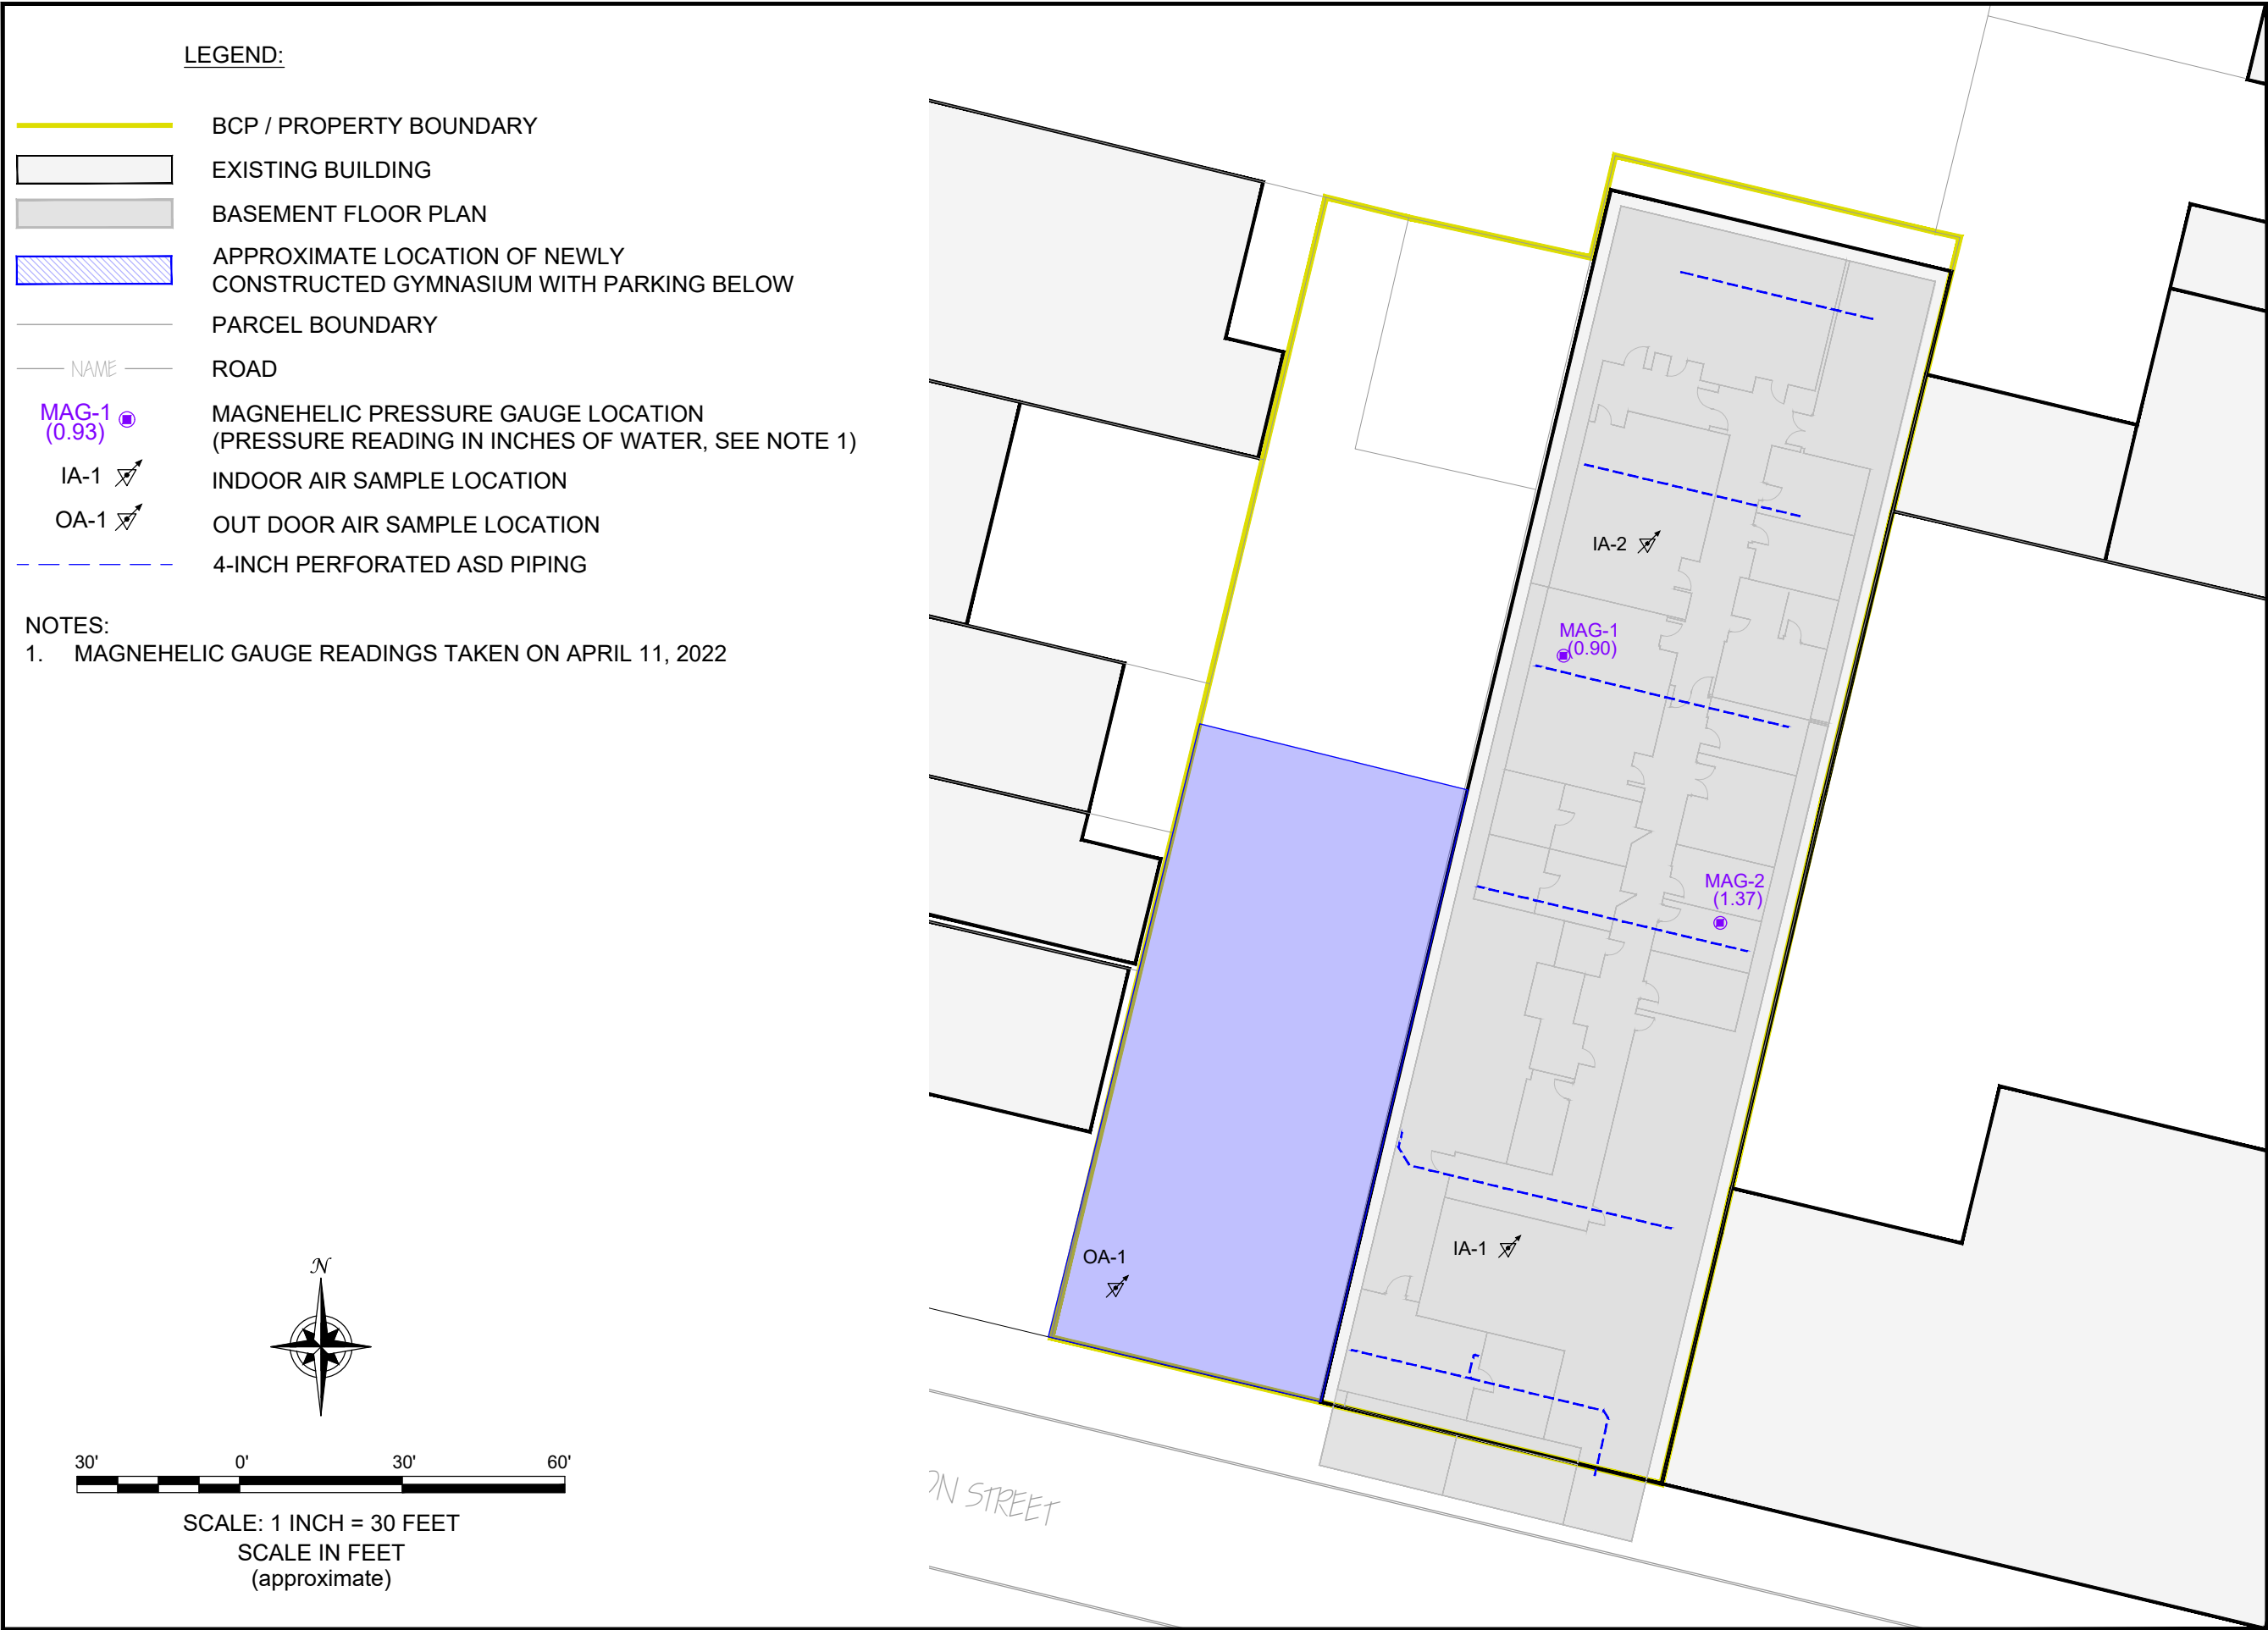 LEGEND:
BCP / PROPERTY BOUNDARY
EXISTING BUILDING
BASEMENT FLOOR PLAN
APPROXIMATE LOCATION OF NEWLY
CONSTRUCTED GYMNASIUM WITH PARKING BELOW
PARCEL BOUNDARY
NAME
ROAD
MAG-1
(0.93)
MAGNEHELIC PRESSURE GAUGE LOCATION
(PRESSURE READING IN INCHES OF WATER, SEE NOTE 1)
IA-1
INDOOR AIR SAMPLE LOCATION
OA-1
OUT DOOR AIR SAMPLE LOCATION
4-INCH PERFORATED ASD PIPING
NOTES:
1. MAGNEHELIC GAUGE READINGS TAKEN ON APRIL 11, 2022
IA-2
MAG-1
(0.90)
MAG-2
(1.37)
IA-1
OA-1
N
30' 0' 30' 60'
SCALE: 1 INCH = 30 FEET
SCALE IN FEET
(approximate)
ON STREET